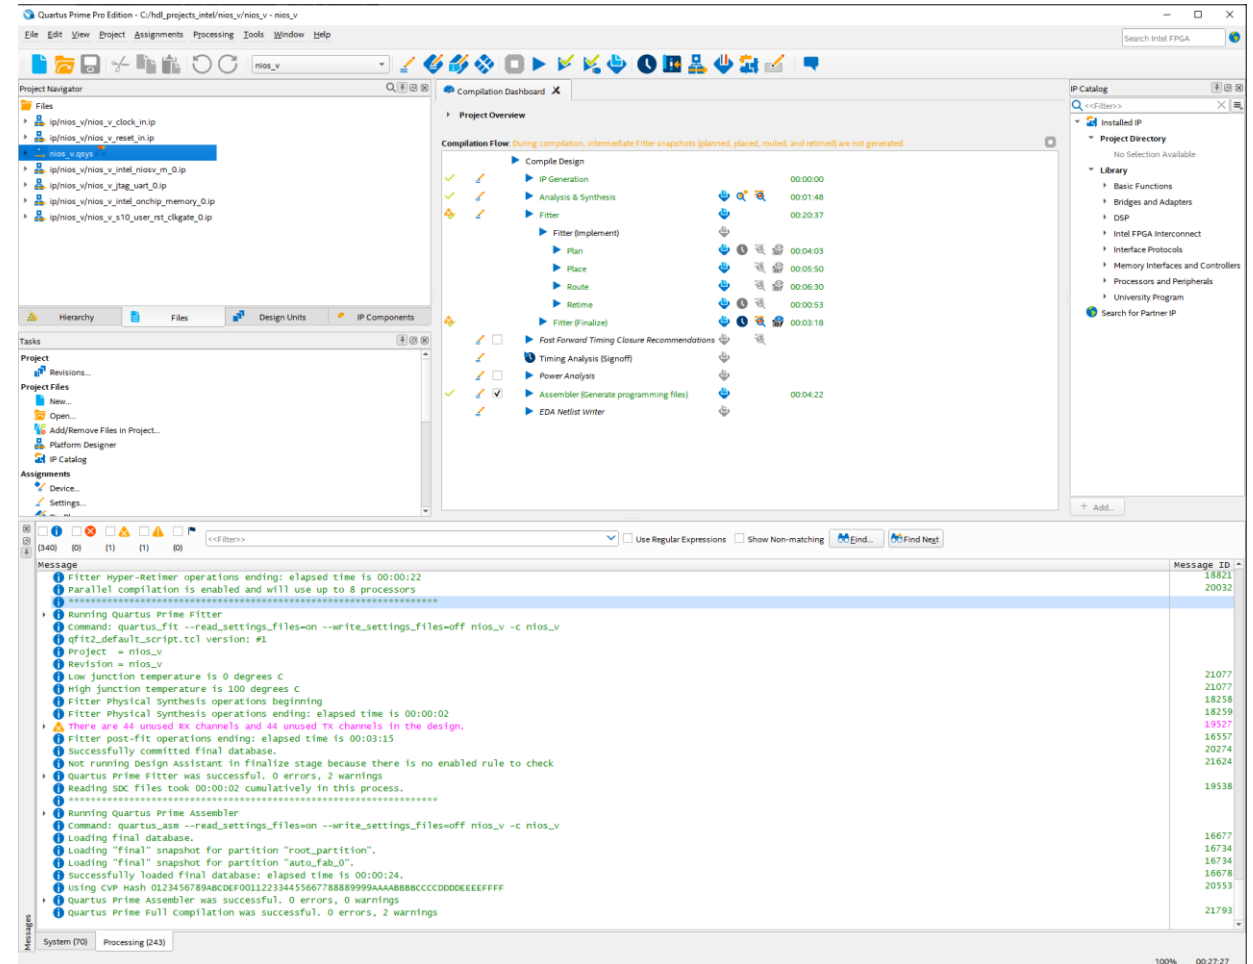 Quartus Prime Pro Edition - C:/hdl_projects_intel/nios_v/nios_v - nios_v
File Edit View Project Assignments Processing Tools Window Help
Search Intel FPGA
nios_v
Project Navigator
Files
ip/nios_v/nios_v_clock_in.ip
ip/nios_v/nios_v_reset_in.ip
nios_v.qsys
ip/nios_v/nios_v_intel_niosv_m_0.ip
ip/nios_v/nios_v_jtag_uart_0.ip
ip/nios_v/nios_v_intel_onchip_memory_0.ip
ip/nios_v/nios_v_s10_user_rst_clkgate_0.ip
Hierarchy Files Design Units IP Components
Tasks
Project
Revisions...
Project Files
New...
Open...
Add/Remove Files in Project...
Platform Designer
IP Catalog
Assignments
Device...
Settings...
Compilation Dashboard X
Project Overview
Compilation Flow: During compilation, intermediate Fitter snapshots (planned, placed, routed, and retimed) are not generated.
Compile Design
IP Generation 00:00:00
Analysis & Synthesis 00:01:48
Fitter 00:20:37
Fitter (Implement)
Plan 00:04:03
Place 00:05:50
Route 00:06:30
Retime 00:00:53
Fitter (Finalize) 00:03:18
Fast Forward Timing Closure Recommendations
Timing Analysis (Signoff)
Power Analysis
Assembler (Generate programming files) 00:04:22
EDA Netlist Writer
IP Catalog
<<Filter>>
Installed IP
Project Directory
No Selection Available
Library
Basic Functions
Bridges and Adapters
DSP
Intel FPGA Interconnect
Interface Protocols
Memory Interfaces and Controllers
Processors and Peripherals
University Program
Search for Partner IP
+ Add...
(340) (0) (1) (1) (0)
<<Filter>>
Use Regular Expressions Show Non-matching Find... Find Next
Message Message ID
Fitter Hyper-Retimer operations ending: elapsed time is 00:00:22 18821
Parallel compilation is enabled and will use up to 8 processors 20032
*******************************************************************
Running Quartus Prime Fitter
Command: quartus_fit --read_settings_files=on --write_settings_files=off nios_v -c nios_v
qfit2_default_script.tcl version: #1
Project = nios_v
Revision = nios_v
Low junction temperature is 0 degrees C 21077
High junction temperature is 100 degrees C 21077
Fitter Physical Synthesis operations beginning 18258
Fitter Physical Synthesis operations ending: elapsed time is 00:00:02 18259
There are 44 unused RX channels and 44 unused TX channels in the design. 19527
Fitter post-fit operations ending: elapsed time is 00:03:15 16557
Successfully committed final database. 20274
Not running Design Assistant in finalize stage because there is no enabled rule to check 21624
Quartus Prime Fitter was successful. 0 errors, 2 warnings
Reading SDC files took 00:00:02 cumulatively in this process. 19538
*******************************************************************
Running Quartus Prime Assembler
Command: quartus_asm --read_settings_files=on --write_settings_files=off nios_v -c nios_v
Loading final database. 16677
Loading "final" snapshot for partition "root_partition". 16734
Loading "final" snapshot for partition "auto_fab_0". 16734
Successfully loaded final database: elapsed time is 00:00:24. 16678
Using CVP Hash 0123456789ABCDEF00112233445566778889999AAAABBBBCCCCDDDDEEEEFFFF 20553
Quartus Prime Assembler was successful. 0 errors, 0 warnings
Quartus Prime Full Compilation was successful. 0 errors, 2 warnings 21793
Messages
System (70) Processing (243)
100% 00:27:27